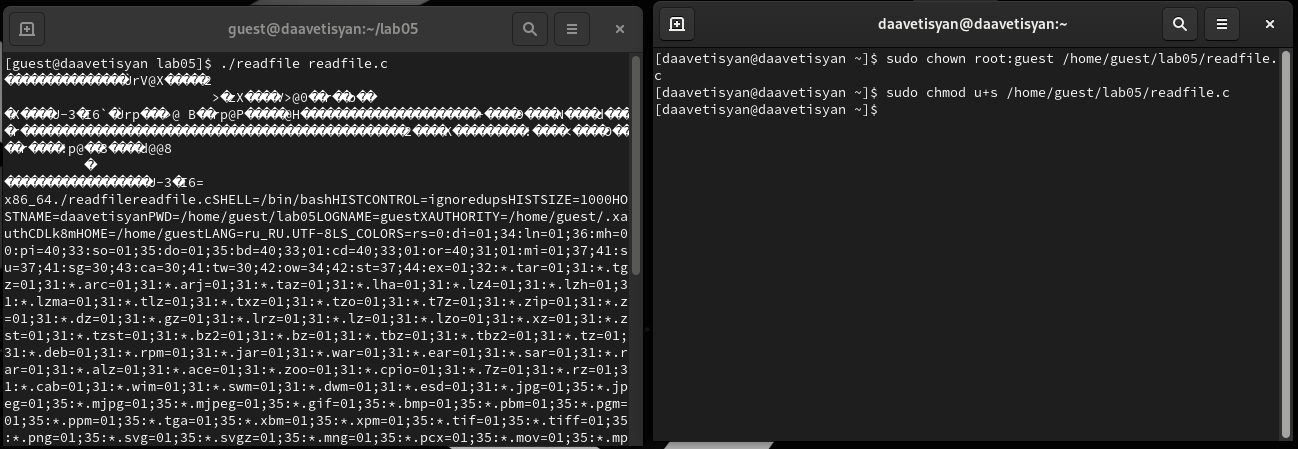 guest@daavetisyan:~/lab05
[guest@daavetisyan lab05]$ ./readfile readfile.c
x86_64./readfilereadfile.cSHELL=/bin/bashHISTCONTROL=ignoredupsHISTSIZE=1000HO
STNAME=daavetisyanPWD=/home/guest/lab05LOGNAME=guestXAUTHORITY=/home/guest/.xa
uthCDLk8mHOME=/home/guestLANG=ru_RU.UTF-8LS_COLORS=rs=0:di=01;34:ln=01;36:mh=0
0:pi=40;33:so=01;35:do=01;35:bd=40;33;01:cd=40;33;01:or=40;31;01:mi=01;37;41:s
u=37;41:sg=30;43:ca=30;41:tw=30;42:ow=34;42:st=37;44:ex=01;32:*.tar=01;31:*.tg
z=01;31:*.arc=01;31:*.arj=01;31:*.taz=01;31:*.lha=01;31:*.lz4=01;31:*.lzh=01;3
1:*.lzma=01;31:*.tlz=01;31:*.txz=01;31:*.tzo=01;31:*.t7z=01;31:*.zip=01;31:*.z
=01;31:*.dz=01;31:*.gz=01;31:*.lrz=01;31:*.lz=01;31:*.lzo=01;31:*.xz=01;31:*.z
st=01;31:*.tzst=01;31:*.bz2=01;31:*.bz=01;31:*.tbz=01;31:*.tbz2=01;31:*.tz=01;
31:*.deb=01;31:*.rpm=01;31:*.jar=01;31:*.war=01;31:*.ear=01;31:*.sar=01;31:*.r
ar=01;31:*.alz=01;31:*.ace=01;31:*.zoo=01;31:*.cpio=01;31:*.7z=01;31:*.rz=01;3
1:*.cab=01;31:*.wim=01;31:*.swm=01;31:*.dwm=01;31:*.esd=01;31:*.jpg=01;35:*.jp
eg=01;35:*.mjpg=01;35:*.mjpeg=01;35:*.gif=01;35:*.bmp=01;35:*.pbm=01;35:*.pgm=
01;35:*.ppm=01;35:*.tga=01;35:*.xbm=01;35:*.xpm=01;35:*.tif=01;35:*.tiff=01;35
:*.png=01;35:*.svg=01;35:*.svgz=01;35:*.mng=01;35:*.pcx=01;35:*.mov=01;35:*.mp
daavetisyan@daavetisyan:~
[daavetisyan@daavetisyan ~]$ sudo chown root:guest /home/guest/lab05/readfile.
c
[daavetisyan@daavetisyan ~]$ sudo chmod u+s /home/guest/lab05/readfile.c
[daavetisyan@daavetisyan ~]$